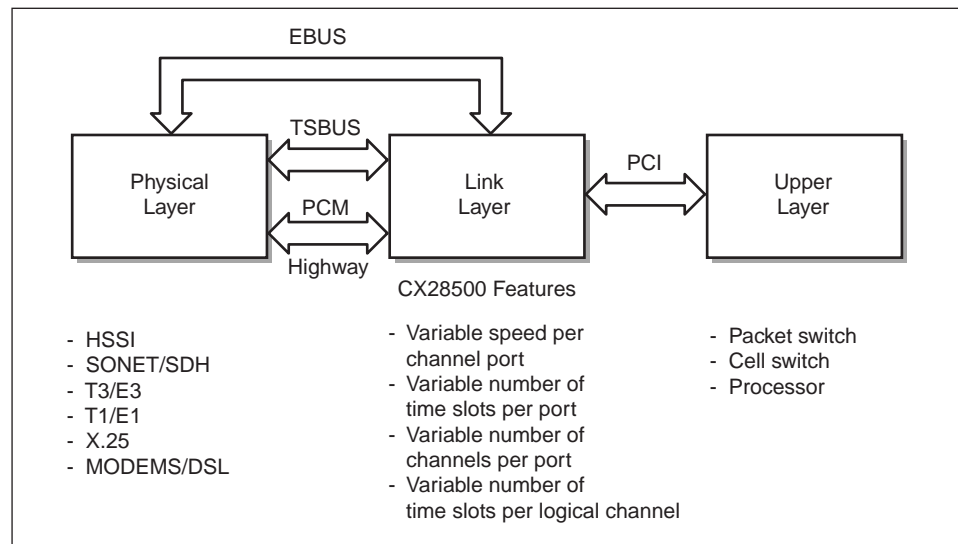 EBUS
TSBUS
Physical
Layer
PCM
Highway
Link
Layer
PCI
Upper
Layer
CX28500 Features
- HSSI
- SONET/SDH
- T3/E3
- T1/E1
- X.25
- MODEMS/DSL
- Variable speed per
channel port
- Variable number of
time slots per port
- Variable number of
channels per port
- Variable number of
time slots per logical channel
- Packet switch
- Cell switch
- Processor